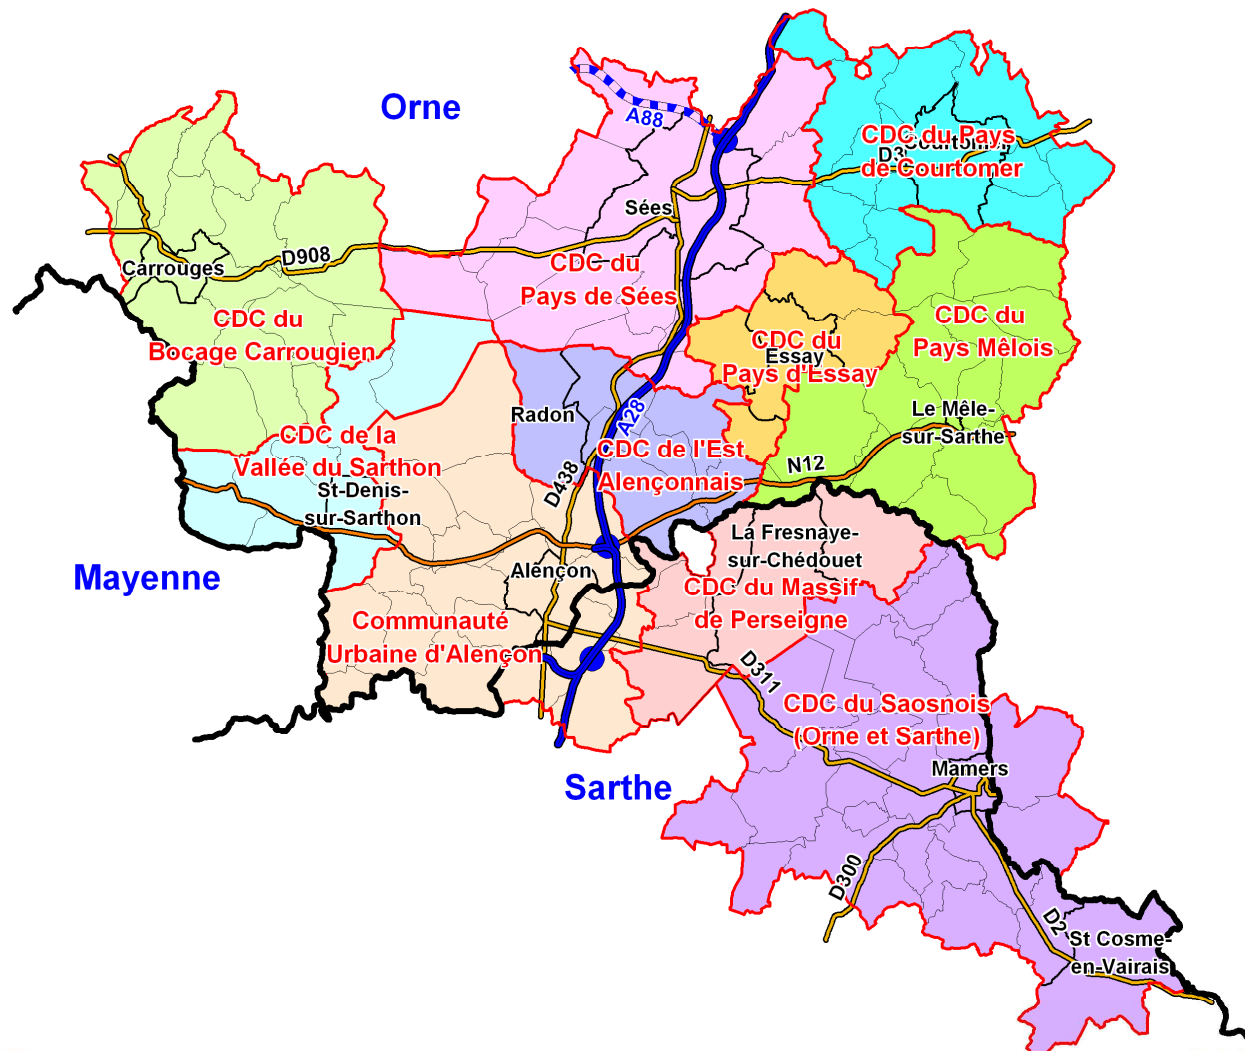 Orne
A88
CDC du Pays
de Courtomer
Courtomer
Sées
D908
Carrouges
CDC du
Pays de Sées
CDC du
Bocage Carrougien
CDC du
Pays d'Essay
Essay
CDC du
Pays Mêlois
Radon
A28
Le Mêle-
sur-Sarthe
CDC de la
Vallée du Sarthon
CDC de l'Est
Alençonnais
N12
D438
St-Denis-
sur-Sarthon
La Fresnaye-
sur-Chédouet
Mayenne
Alençon
CDC du Massif
de Perseigne
Communauté
Urbaine d'Alençon
D311
CDC du Saosnois
(Orne et Sarthe)
Sarthe
Mamers
D300
D2
St Cosme-
en-Vairais